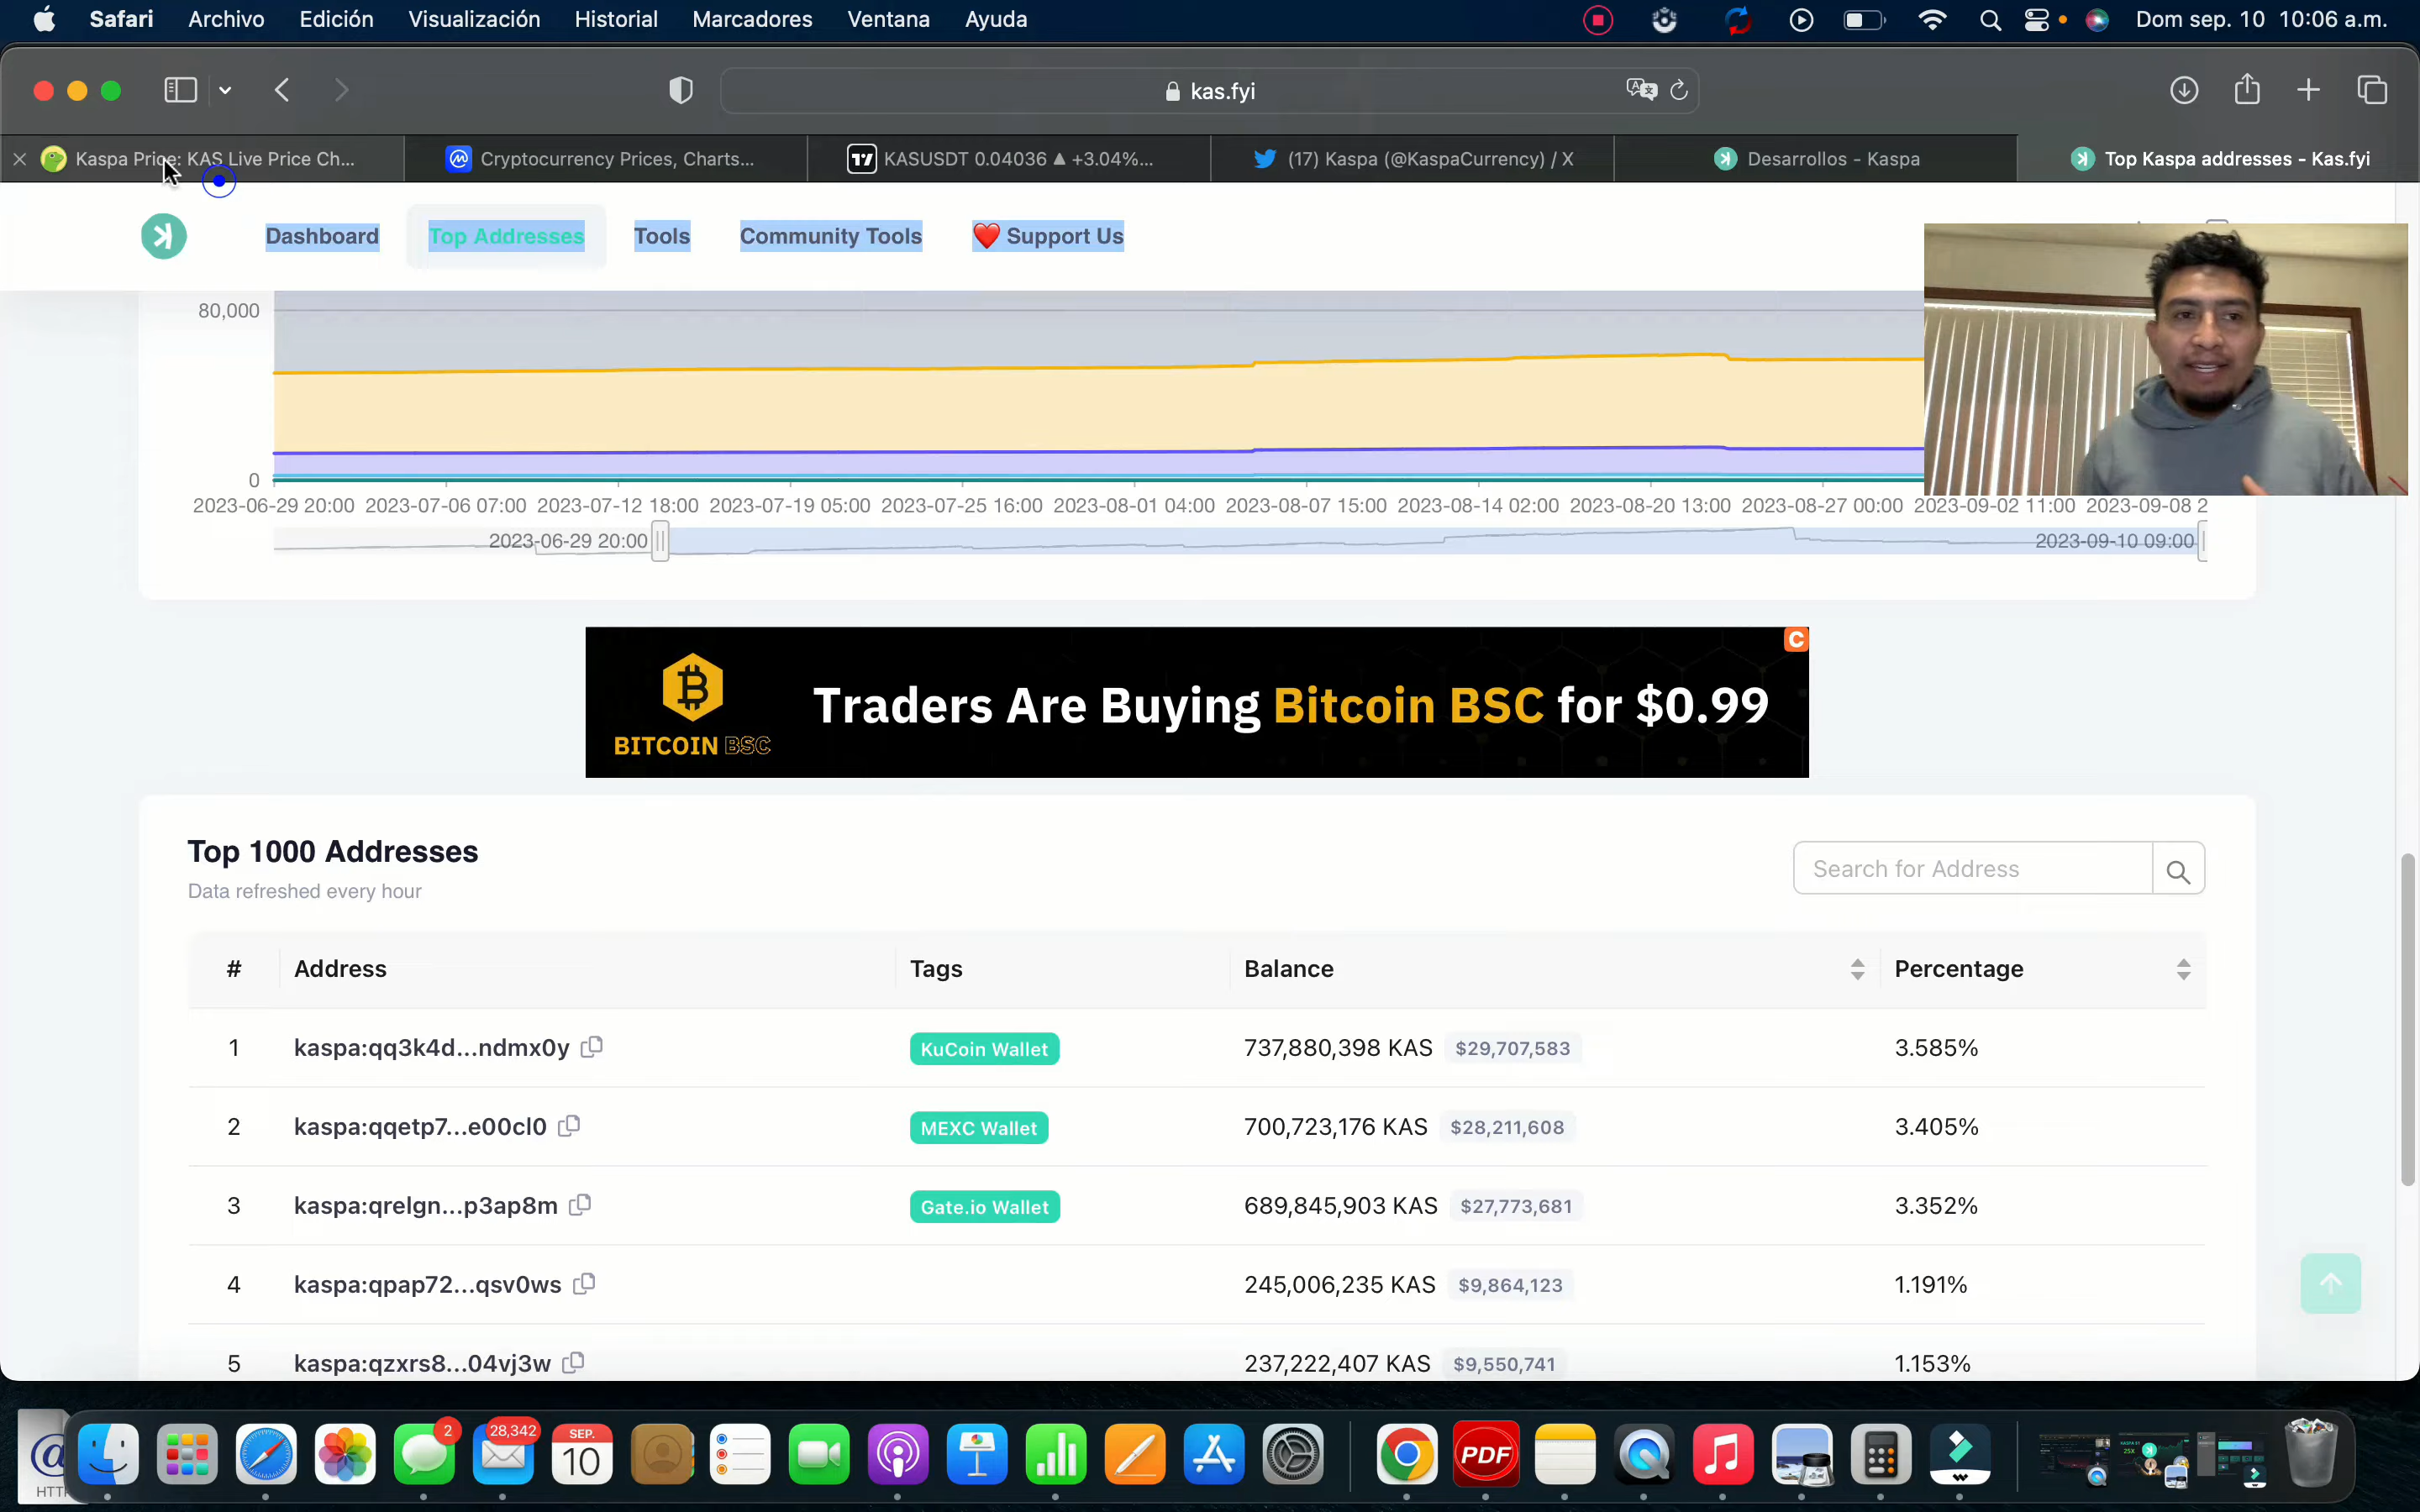 Safari Archivo Edición Visualización Historial Marcadores Ventana Ayuda Dom sep. 10 10:06 a.m.
kas.fyi
Kaspa Price: KAS Live Price Ch... Cryptocurrency Prices, Charts... KASUSDT 0.04036 ▲ +3.04%... (17) Kaspa (@KaspaCurrency) / X Desarrollos - Kaspa Top Kaspa addresses - Kas.fyi
Dashboard Top Addresses Tools Community Tools ❤️ Support Us
80,000
0
2023-06-29 20:00 2023-07-06 07:00 2023-07-12 18:00 2023-07-19 05:00 2023-07-25 16:00 2023-08-01 04:00 2023-08-07 15:00 2023-08-14 02:00 2023-08-20 13:00 2023-08-27 00:00 2023-09-02 11:00 2023-09-08 2
2023-06-29 20:00 2023-09-10 09:00
C
Traders Are Buying Bitcoin BSC for $0.99
BITCOIN BSC
Top 1000 Addresses
Data refreshed every hour
Search for Address
# Address Tags Balance Percentage
1 kaspa:qq3k4d...ndmx0y KuCoin Wallet 737,880,398 KAS $29,707,583 3.585%
2 kaspa:qqetp7...e00cl0 MEXC Wallet 700,723,176 KAS $28,211,608 3.405%
3 kaspa:qrelgn...p3ap8m Gate.io Wallet 689,845,903 KAS $27,773,681 3.352%
4 kaspa:qpap72...qsv0ws 245,006,235 KAS $9,864,123 1.191%
5 kaspa:qzxrs8...04vj3w 237,222,407 KAS $9,550,741 1.153%
2 28,342 SEP. 10 PDF
HTT